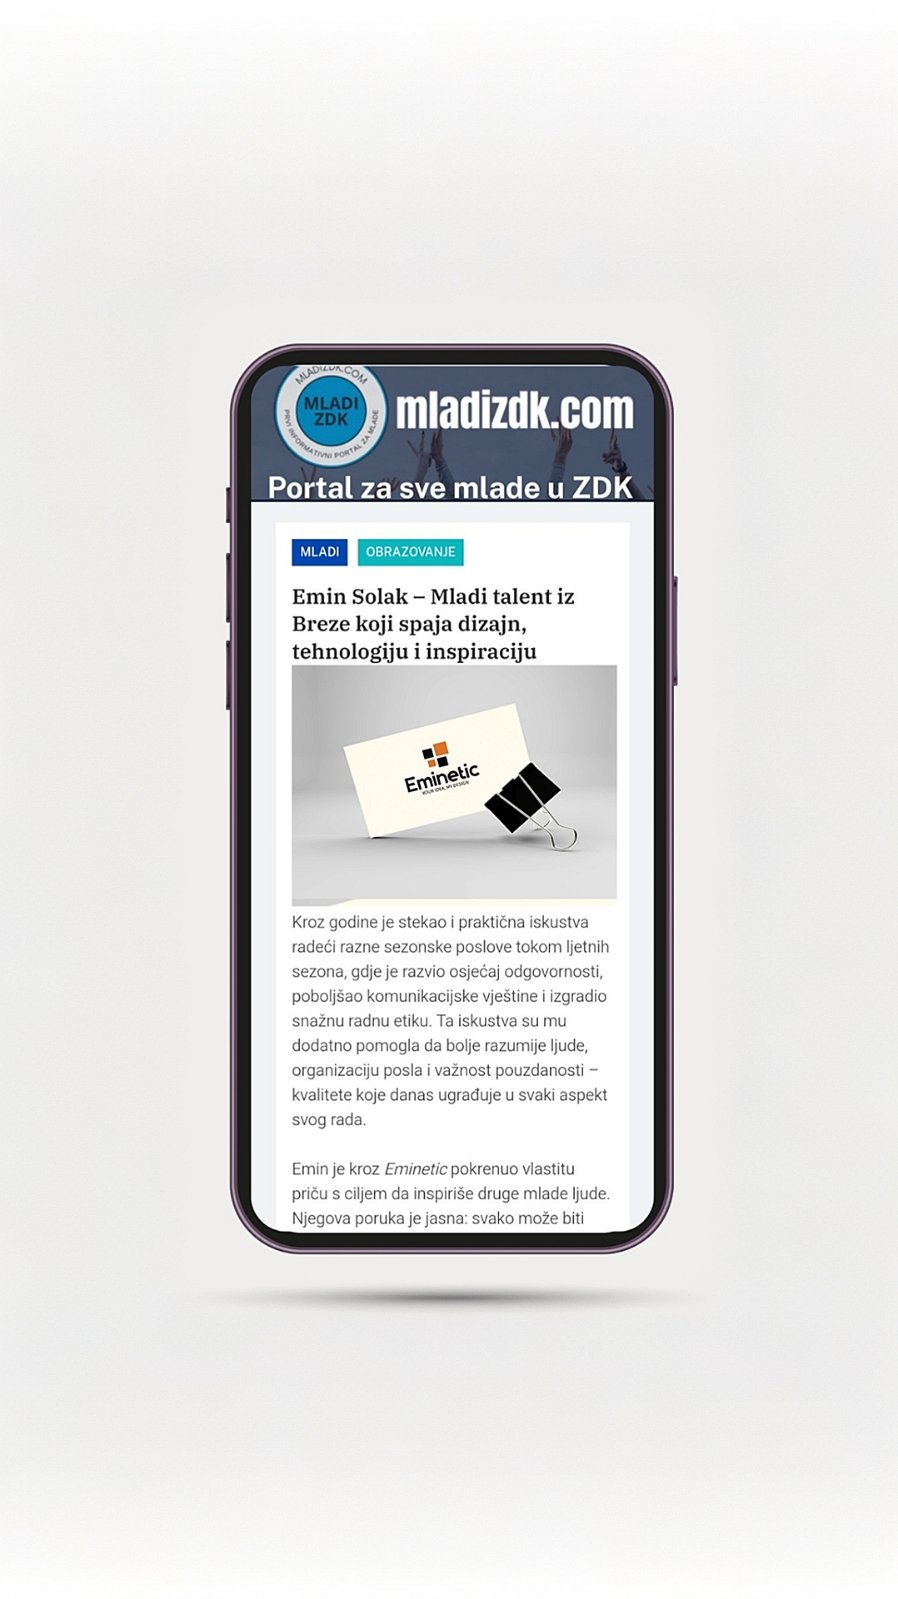 MLADIZDK.COM
MLADI
ZDK
PRVI INFORMATIVNI PORTAL ZA MLADE
mladizdk.com
Portal za sve mlade u ZDK
MLADI OBRAZOVANJE
Emin Solak – Mladi talent iz
Breze koji spaja dizajn,
tehnologiju i inspiraciju
Eminetic
YOUR IDEA, MY DESIGN
Kroz godine je stekao i praktična iskustva
radeći razne sezonske poslove tokom ljetnih
sezona, gdje je razvio osjećaj odgovornosti,
poboljšao komunikacijske vještine i izgradio
snažnu radnu etiku. Ta iskustva su mu
dodatno pomogla da bolje razumije ljude,
organizaciju posla i važnost pouzdanosti –
kvalitete koje danas ugrađuje u svaki aspekt
svog rada.
Emin je kroz Eminetic pokrenuo vlastitu
priču s ciljem da inspiriše druge mlade ljude.
Njegova poruka je jasna: svako može biti